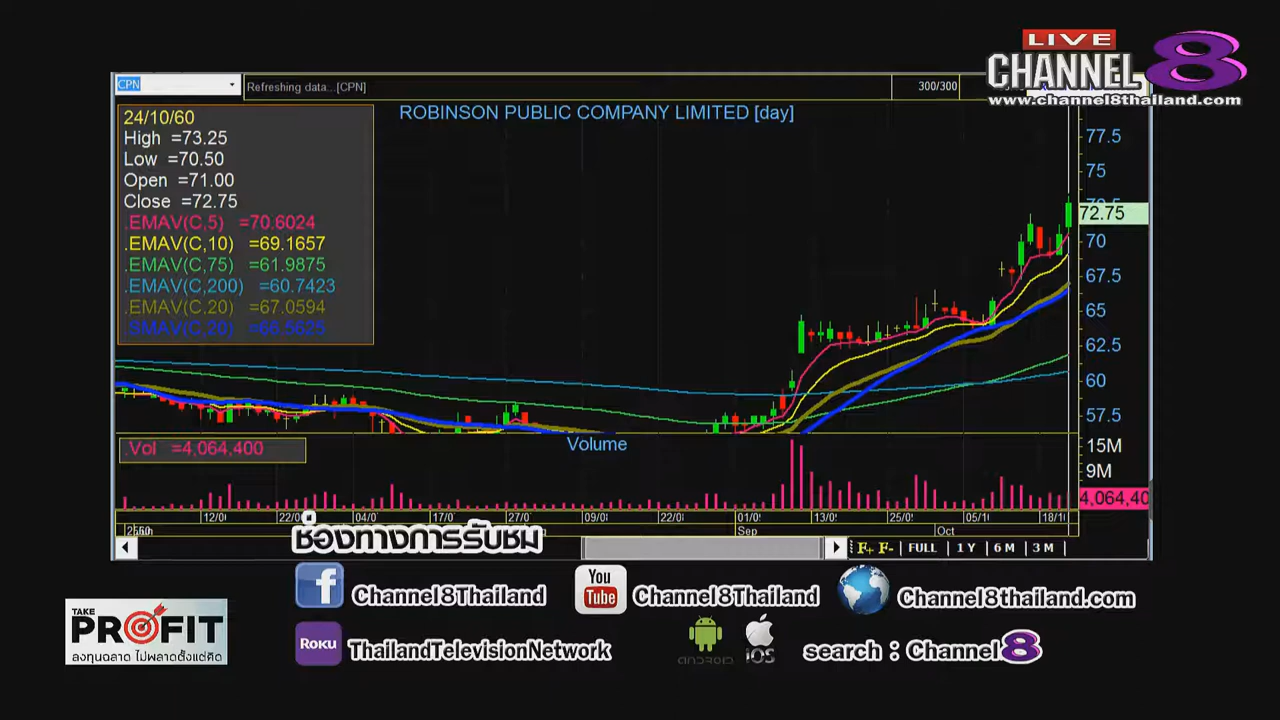 LIVE
CHANNEL 8
www.channel8thailand.com
CPN
Refreshing data...[CPN]
300/300
ROBINSON PUBLIC COMPANY LIMITED [day]
24/10/60
High =73.25
Low =70.50
Open =71.00
Close =72.75
.EMAV(C,5) =70.6024
.EMAV(C,10) =69.1657
.EMAV(C,75) =61.9875
.EMAV(C,200) =60.7423
.EMAV(C,20) =67.0594
SMAV(C,20) =66.5625
77.5
75
72.75
70
67.5
65
62.5
60
57.5
.Vol =4,064,400
Volume
15M
9M
4,064,40
12/0 22/0 04/0 17/0 27/0 09/0 22/0 01/0 13/0 25/0 05/1 18/1
Sep Oct
F+ F- FULL 1 Y 6 M 3 M
ช่องทางการรับชม
f Channel8Thailand
You Tube Channel8Thailand
Channel8thailand.com
TAKE
PROFIT
ลงทุนฉลาด ไม่พลาดตั้งแต่คิด
Roku ThailandTelevisionNetwork
android
iOS
search : Channel 8